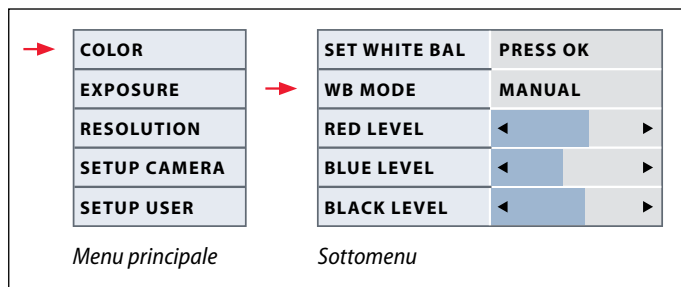 COLOR
EXPOSURE
RESOLUTION
SETUP CAMERA
SETUP USER
Menu principale
SET WHITE BAL PRESS OK
WB MODE MANUAL
RED LEVEL
BLUE LEVEL
BLACK LEVEL
Sottomenu